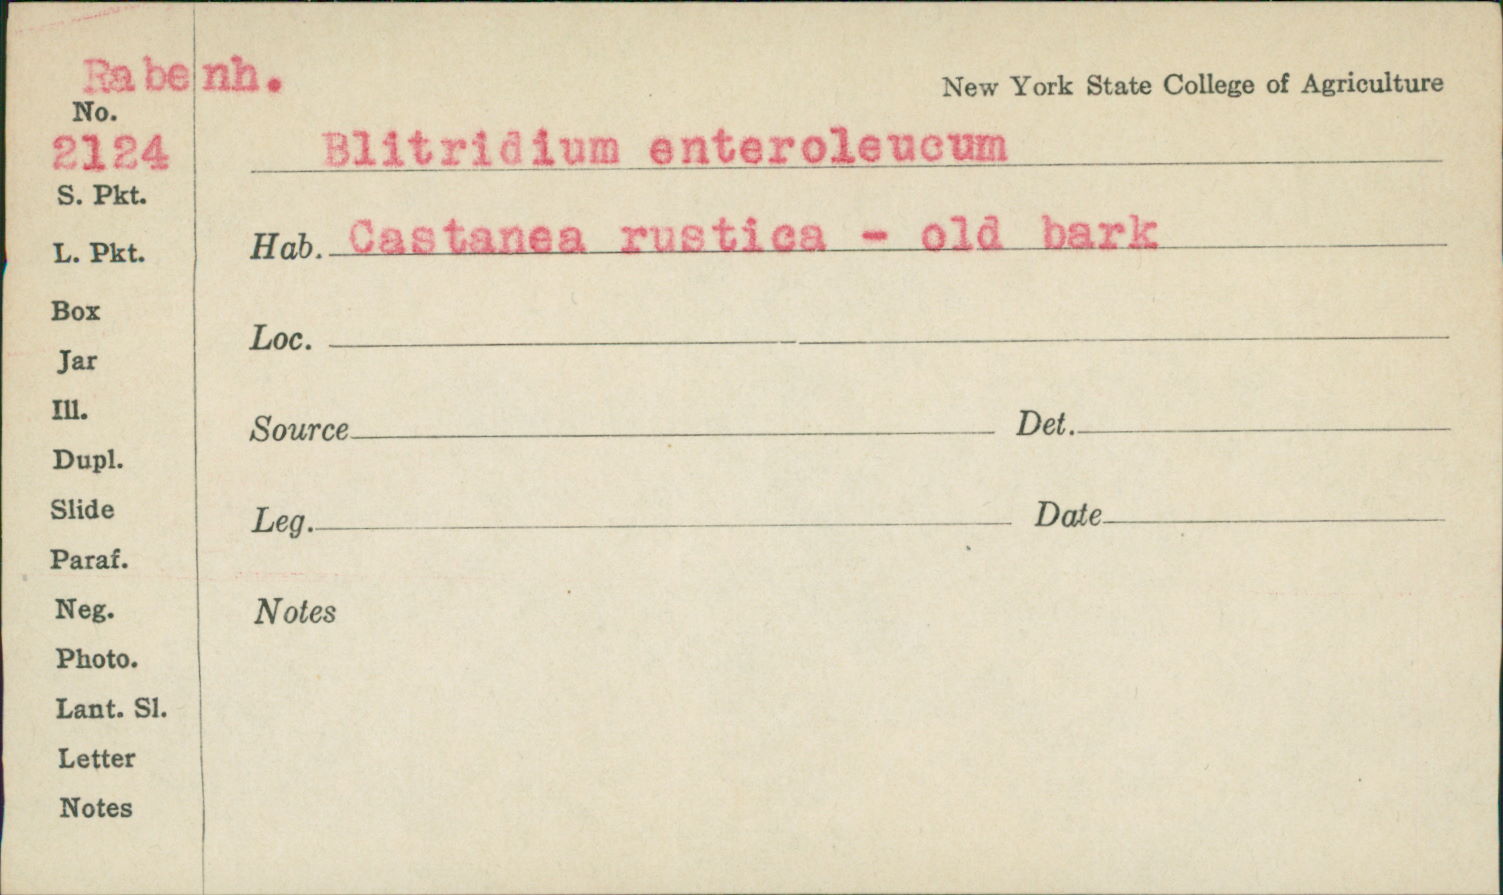 Rabenh.
New York State College of Agriculture
No.
2124
Blitridium enteroleucum
S. Pkt.
Hab. Castanea rustica - old bark
L. Pkt.
Box
Loc.
Jar
Ill.
Source Det.
Dupl.
Slide
Leg. Date
Paraf.
Neg.
Notes
Photo.
Lant. Sl.
Letter
Notes